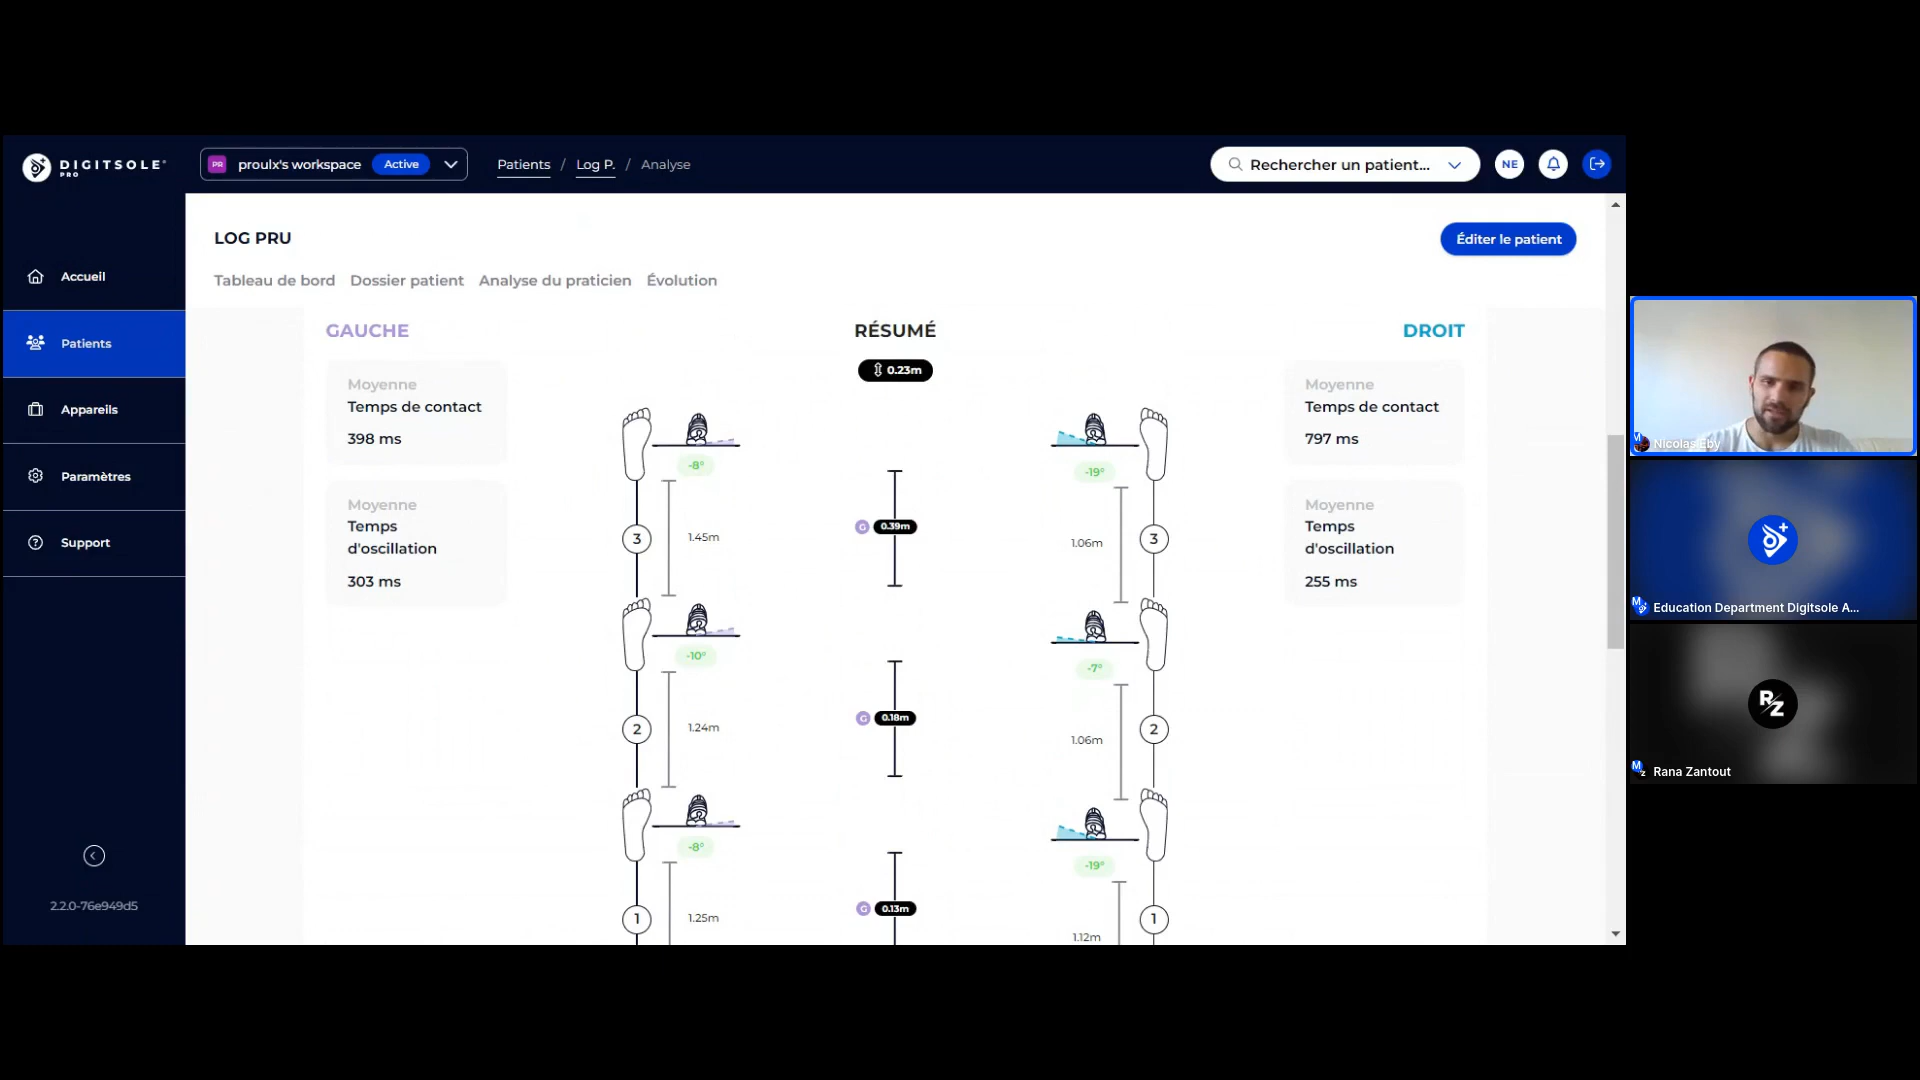 DIGITSOLE
PRO
PR proulx's workspace Active
Patients / Log P. / Analyse
Rechercher un patient...
NE
Accueil
Patients
Appareils
Paramètres
Support
2.2.0-76e949d5
LOG PRU
Éditer le patient
Tableau de bord Dossier patient Analyse du praticien Évolution
GAUCHE
RÉSUMÉ
DROIT
0.23m
Moyenne
Temps de contact
398 ms
Moyenne
Temps
d'oscillation
303 ms
-8°
3
1.45m
-10°
2
1.24m
-8°
1
1.25m
G 0.39m
G 0.18m
G 0.13m
-19°
1.06m
3
-7°
1.06m
2
-19°
1.12m
1
Moyenne
Temps de contact
797 ms
Moyenne
Temps
d'oscillation
255 ms
Nicolas Eby
Education Department Digitsole A...
R/Z
Rana Zantout